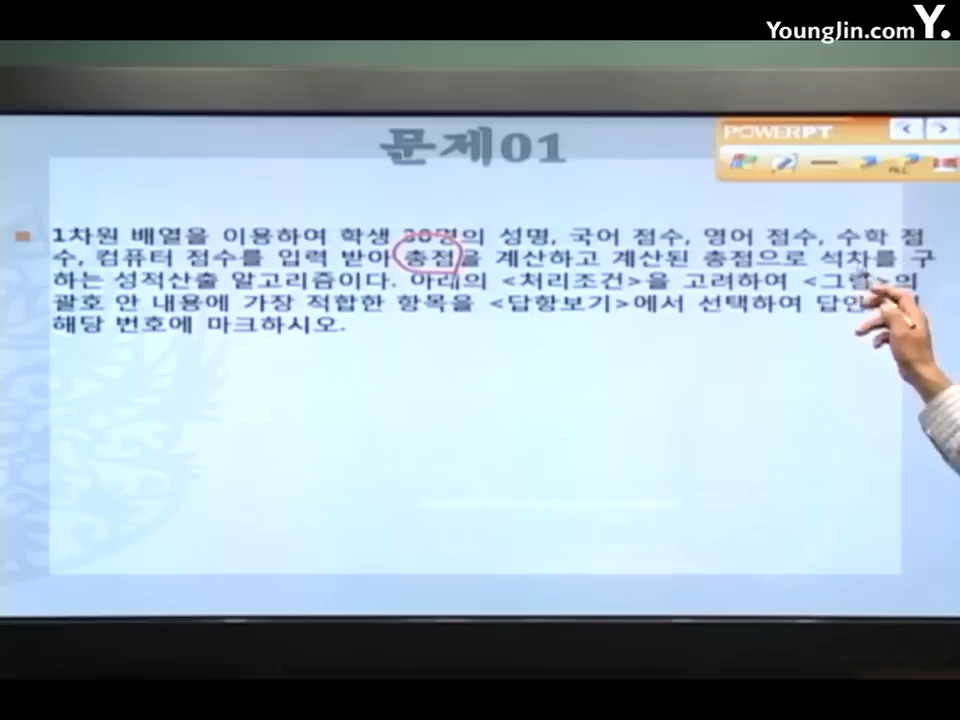 YoungJin.com Y.
문제01
POWERPT
1차원 배열을 이용하여 학생 30명의 성명, 국어 점수, 영어 점수, 수학 점
수, 컴퓨터 점수를 입력 받아 총점을 계산하고 계산된 총점으로 석차를 구
하는 성적산출 알고리즘이다. 아래의 <처리조건>을 고려하여 <그림>의
괄호 안 내용에 가장 적합한 항목을 <답항보기>에서 선택하여
해당 번호에 마크하시오.